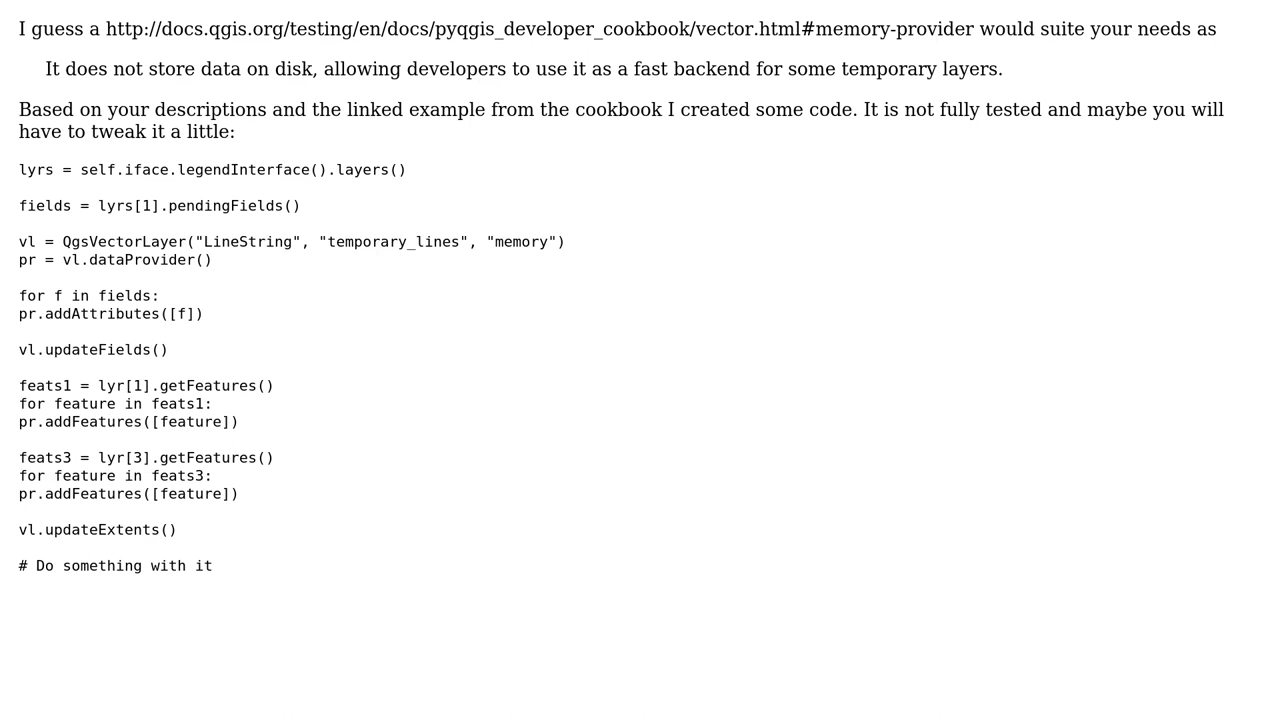 I guess a http://docs.qgis.org/testing/en/docs/pyqgis_developer_cookbook/vector.html#memory-provider would suite your needs as
It does not store data on disk, allowing developers to use it as a fast backend for some temporary layers.
Based on your descriptions and the linked example from the cookbook I created some code. It is not fully tested and maybe you will
have to tweak it a little:
lyrs = self.iface.legendInterface().layers()
fields = lyrs[1].pendingFields()
vl = QgsVectorLayer("LineString", "temporary_lines", "memory")
pr = vl.dataProvider()
for f in fields:
pr.addAttributes([f])
vl.updateFields()
feats1 = lyr[1].getFeatures()
for feature in feats1:
pr.addFeatures([feature])
feats3 = lyr[3].getFeatures()
for feature in feats3:
pr.addFeatures([feature])
vl.updateExtents()
# Do something with it